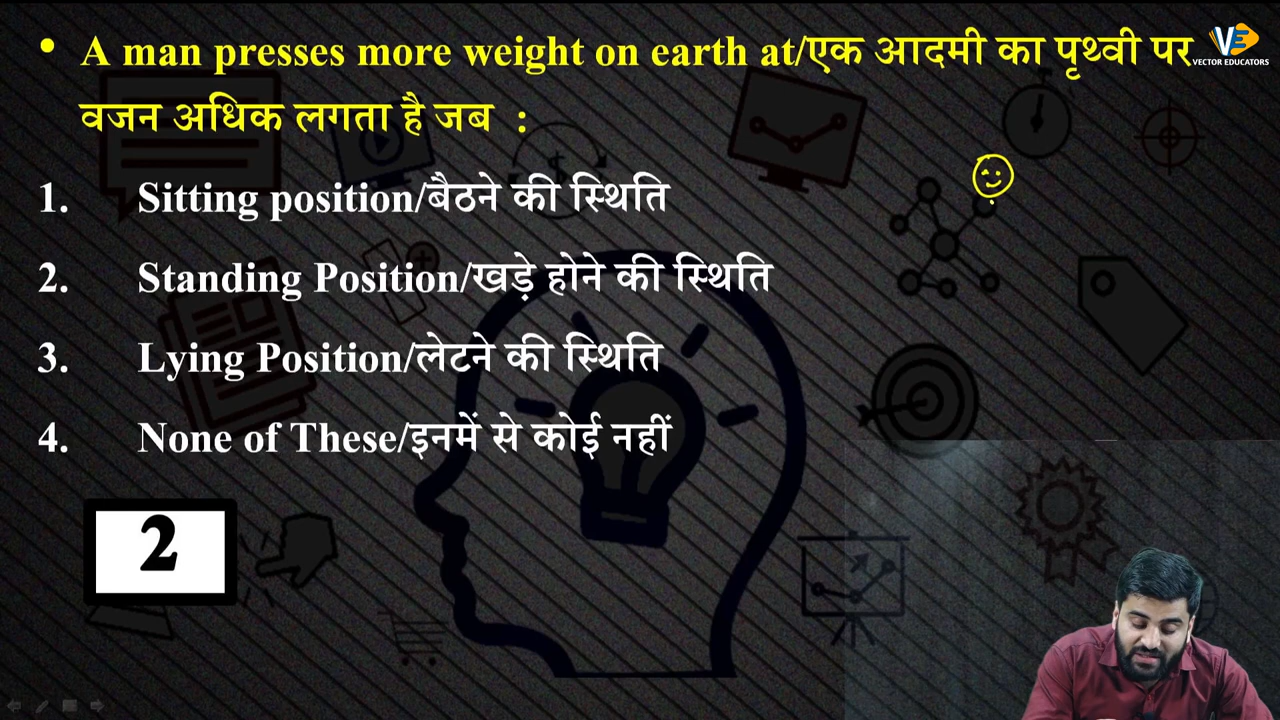 • A man presses more weight on earth at/एक आदमी का पृथ्वी पर
वजन अधिक लगता है जब :
1. Sitting position/बैठने की स्थिति
2. Standing Position/खड़े होने की स्थिति
3. Lying Position/लेटने की स्थिति
4. None of These/इनमें से कोई नहीं
2
VE
VECTOR EDUCATORS